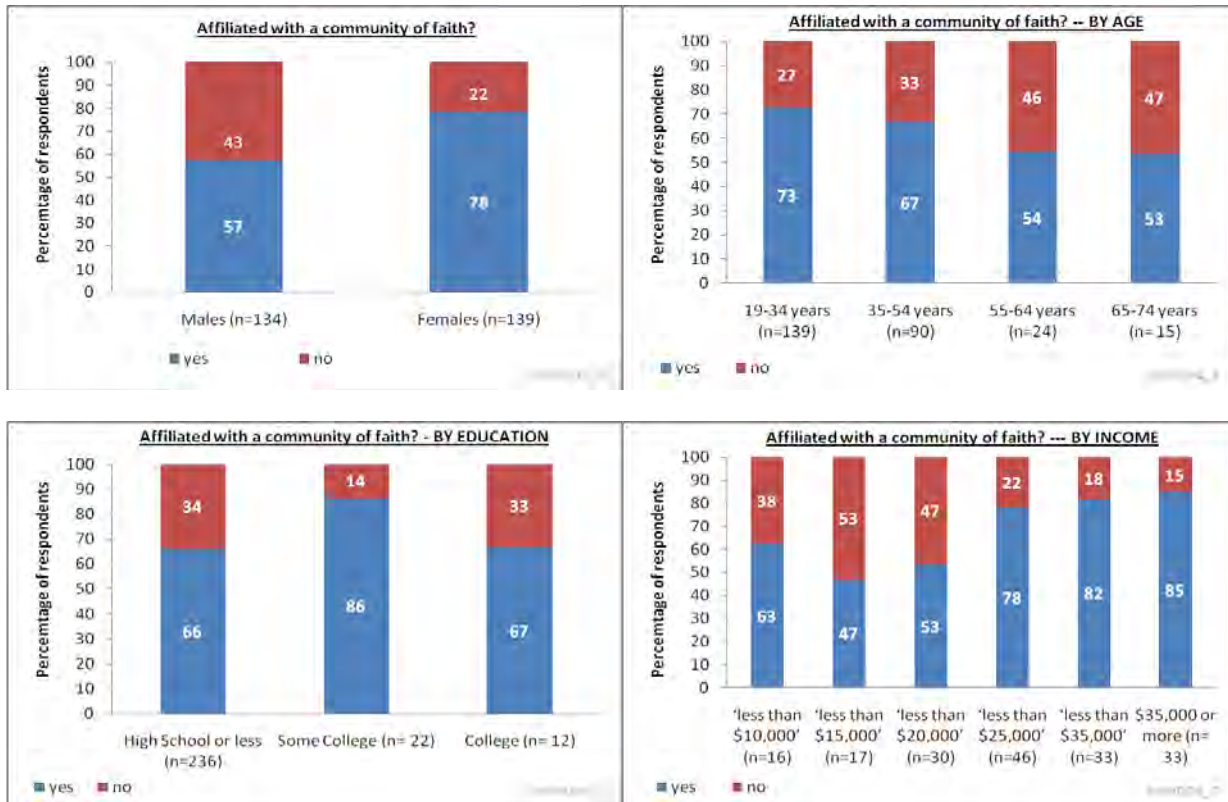 Affiliated with a community of faith?
Percemtage of respondents
100
90
80
70
60
50
40
30
20
10
0
43
57
22
78
Males (n=134)
Females (n=139)
yes
no
Affiliated with a community of faith? -- BY AGE
Percemtage of respondents
100
90
80
70
60
50
40
30
20
10
0
27
33
46
47
73
67
54
53
19-34 years
(n=139)
35-54 years
(n=90)
55-64 years
(n=24)
65-74 years
(n= 15)
yes
no
Affiliated with a community of faith? - BY EDUCATION
Percemtage of respondents
100
90
80
70
60
50
40
30
20
10
0
34
14
33
66
86
67
High School or less
(n=236)
Some College (n= 22)
College (n= 12)
yes
no
Affiliated with a community of faith? --- BY INCOME
Percemtage of respondents
100
90
80
70
60
50
40
30
20
10
0
38
53
47
22
18
15
63
47
53
78
82
85
'less than
$10,000'
(n=16)
'less than
$15,000'
(n=17)
'less than
$20,000'
(n=30)
'less than
$25,000'
(n=46)
'less than
$35,000'
(n=33)
$35,000 or
more (n=
33)
yes
no